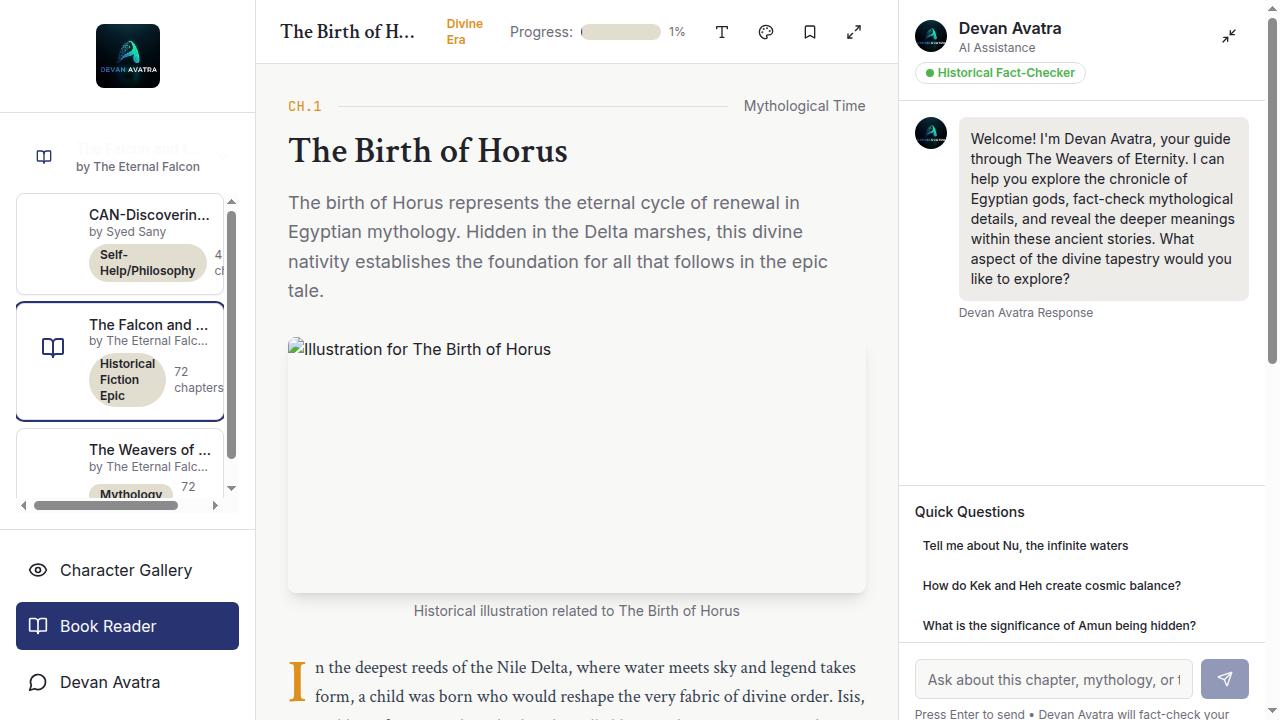 DEVAN AVATRA
by The Eternal Falcon
CAN-Discoverin...
by Syed Sany
Self-
Help/Philosophy
4
The Falcon and ...
by The Eternal Falc...
Historical
Fiction
Epic
72
chapters
The Weavers of ...
by The Eternal Falc...
Mythology
72
Character Gallery
Book Reader
Devan Avatra
The Birth of H...
Divine
Era
Progress:
1%
CH.1
Mythological Time
The Birth of Horus
The birth of Horus represents the eternal cycle of renewal in
Egyptian mythology. Hidden in the Delta marshes, this divine
nativity establishes the foundation for all that follows in the epic
tale.
Illustration for The Birth of Horus
Historical illustration related to The Birth of Horus
In the deepest reeds of the Nile Delta, where water meets sky and legend takes
form, a child was born who would reshape the very fabric of divine order. Isis,
Devan Avatra
AI Assistance
Historical Fact-Checker
Welcome! I'm Devan Avatra, your guide
through The Weavers of Eternity. I can
help you explore the chronicle of
Egyptian gods, fact-check mythological
details, and reveal the deeper meanings
within these ancient stories. What
aspect of the divine tapestry would you
like to explore?
Devan Avatra Response
Quick Questions
Tell me about Nu, the infinite waters
How do Kek and Heh create cosmic balance?
What is the significance of Amun being hidden?
Ask about this chapter, mythology, or
Press Enter to send • Devan Avatra will fact-check your